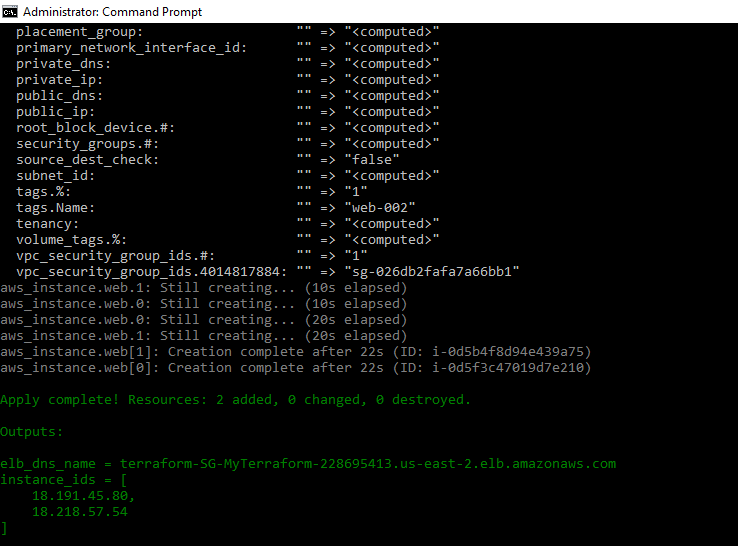 Administrator: Command Prompt
placement_group: "" => "<computed>"
primary_network_interface_id: "" => "<computed>"
private_dns: "" => "<computed>"
private_ip: "" => "<computed>"
public_dns: "" => "<computed>"
public_ip: "" => "<computed>"
root_block_device.#: "" => "<computed>"
security_groups.#: "" => "<computed>"
source_dest_check: "" => "false"
subnet_id: "" => "<computed>"
tags.%: "" => "1"
tags.Name: "" => "web-002"
tenancy: "" => "<computed>"
volume_tags.%: "" => "<computed>"
vpc_security_group_ids.#: "" => "1"
vpc_security_group_ids.4014817884: "" => "sg-026db2fafa7a66bb1"
aws_instance.web.1: Still creating... (10s elapsed)
aws_instance.web.0: Still creating... (10s elapsed)
aws_instance.web.0: Still creating... (20s elapsed)
aws_instance.web.1: Still creating... (20s elapsed)
aws_instance.web[1]: Creation complete after 22s (ID: i-0d5b4f8d94e439a75)
aws_instance.web[0]: Creation complete after 22s (ID: i-0d5f3c47019d7e210)
Apply complete! Resources: 2 added, 0 changed, 0 destroyed.
Outputs:
elb_dns_name = terraform-SG-MyTerraform-228695413.us-east-2.elb.amazonaws.com
instance_ids = [
18.191.45.80,
18.218.57.54
]